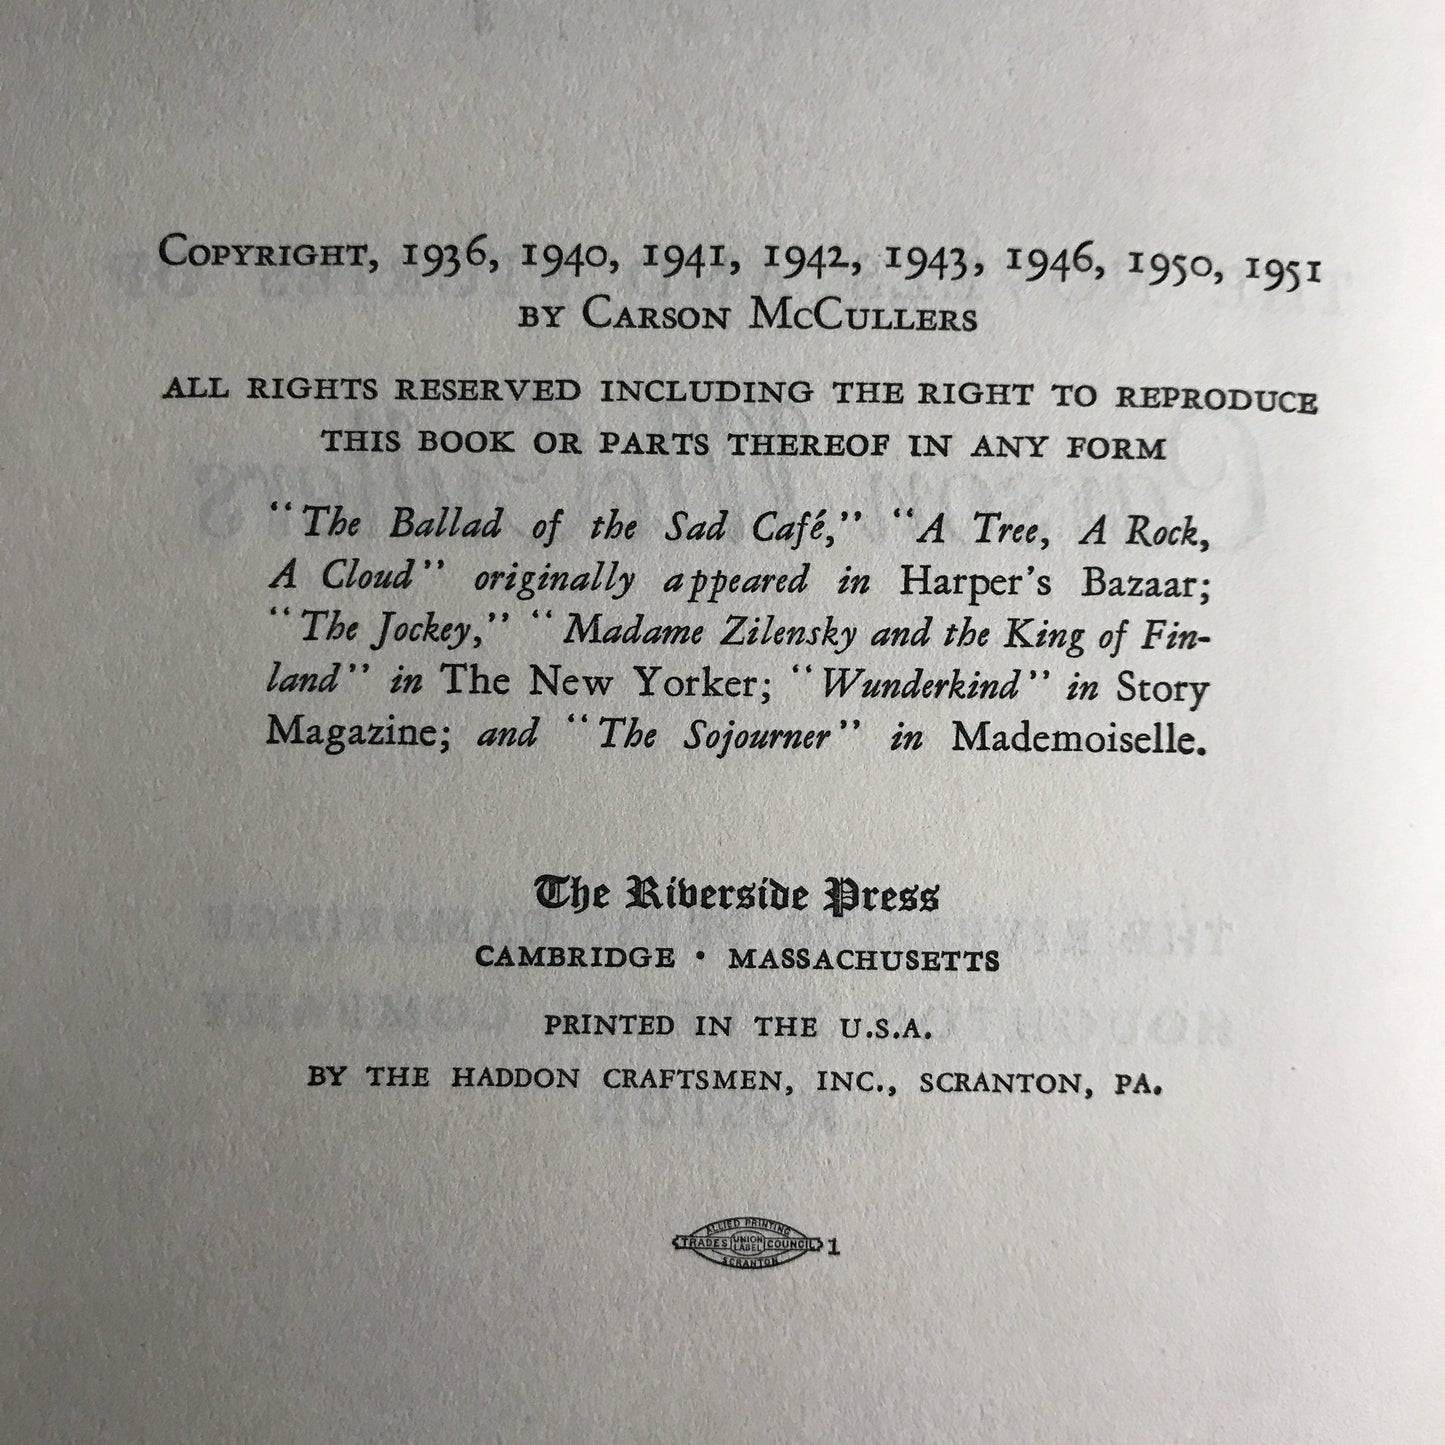 COPYRIGHT, 1936, 1940, 1941, 1942, 1943, 1946, 1950, 1951
BY CARSON MCCULLERS
ALL RIGHTS RESERVED INCLUDING THE RIGHT TO REPRODUCE
THIS BOOK OR PARTS THEREOF IN ANY FORM
"The Ballad of the Sad Café," "A Tree, A Rock,
A Cloud" originally appeared in Harper's Bazaar;
"The Jockey," "Madame Zilensky and the King of Fin-
land" in The New Yorker; "Wunderkind" in Story
Magazine; and "The Sojourner" in Mademoiselle.
The Riverside Press
CAMBRIDGE • MASSACHUSETTS
PRINTED IN THE U.S.A.
BY THE HADDON CRAFTSMEN, INC., SCRANTON, PA.
ALLIED PRINTING
TRADES UNION LABEL COUNCIL 1
SCRANTON